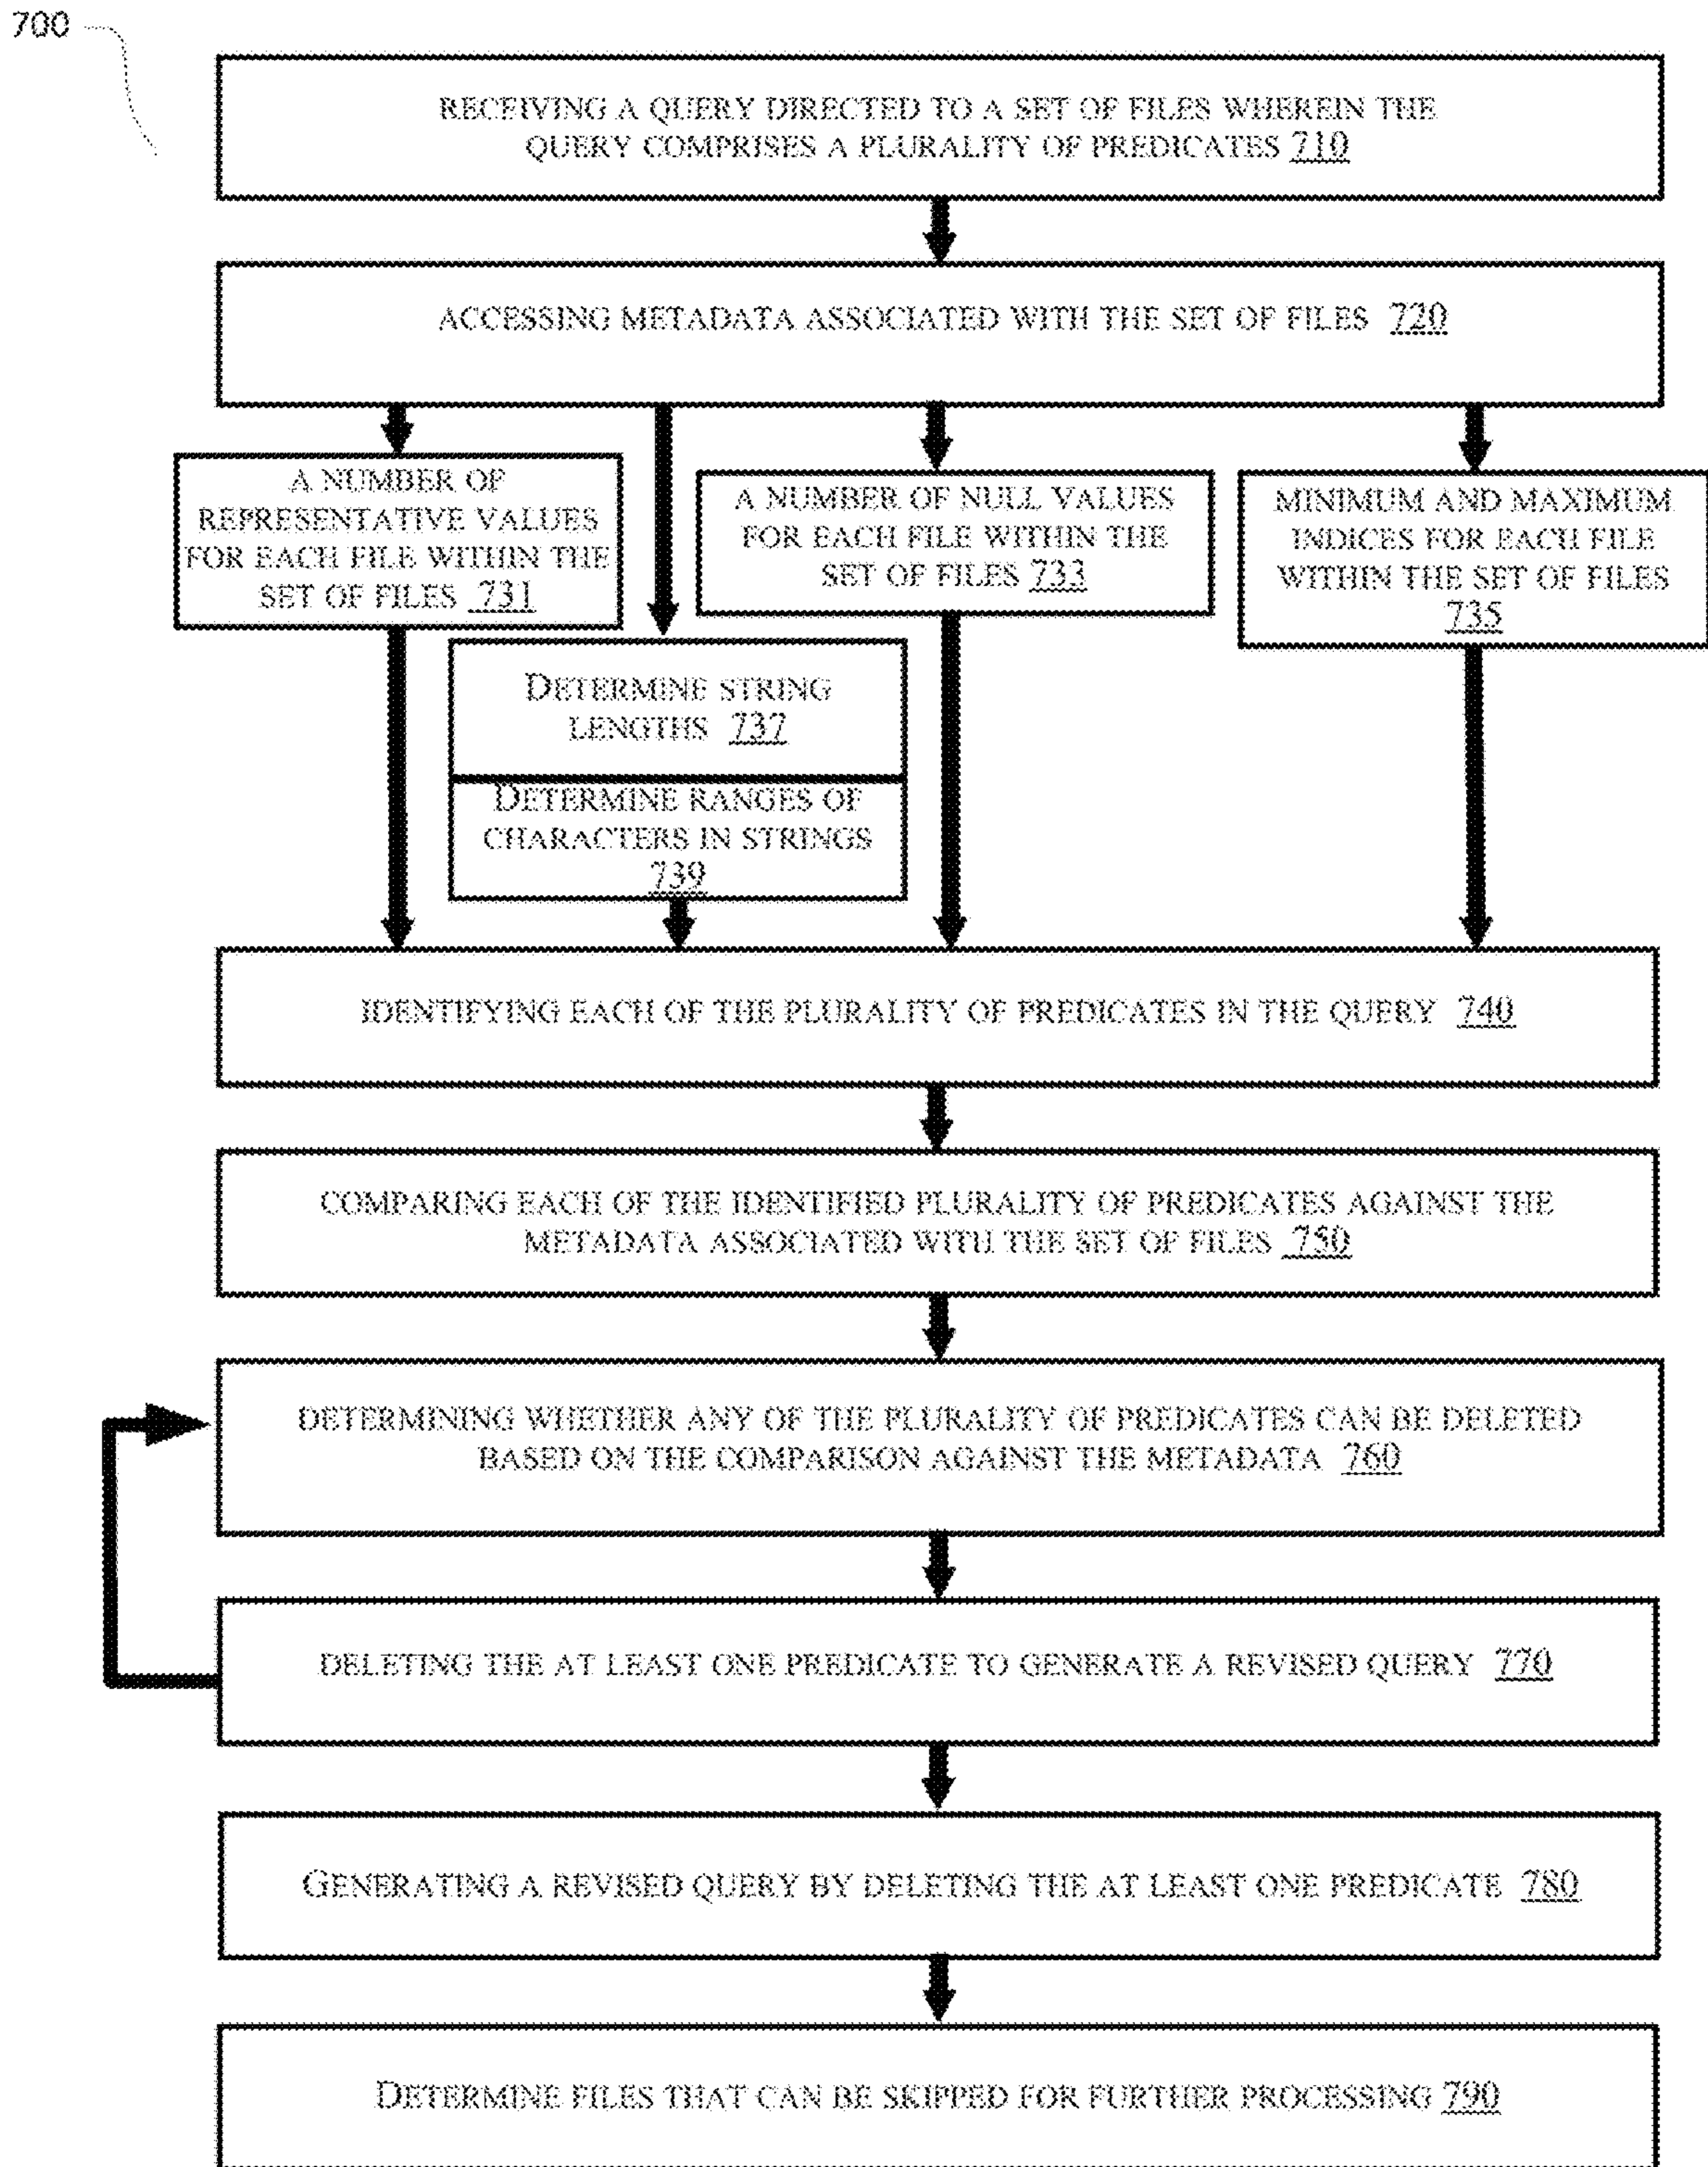 700
RECEIVING A QUERY DIRECTED TO A SET OF FILES WHEREIN THE
QUERY COMPRISES A PLURALITY OF PREDICATES 710
ACCESSING METADATA ASSOCIATED WITH THE SET OF FILES 720
A NUMBER OF
REPRESENTATIVE VALUES
FOR EACH FILE WITHIN THE
SET OF FILES 731
A NUMBER OF NULL VALUES
FOR EACH FILE WITHIN THE
SET OF FILES 733
MINIMUM AND MAXIMUM
INDICES FOR EACH FILE
WITHIN THE SET OF FILES
735
DETERMINE STRING
LENGTHS 737
DETERMINE RANGES OF
CHARACTERS IN STRINGS
739
IDENTIFYING EACH OF THE PLURALITY OF PREDICATES IN THE QUERY 740
COMPARING EACH OF THE IDENTIFIED PLURALITY OF PREDICATES AGAINST THE
METADATA ASSOCIATED WITH THE SET OF FILES 750
DETERMINING WHETHER ANY OF THE PLURALITY OF PREDICATES CAN BE DELETED
BASED ON THE COMPARISON AGAINST THE METADATA 760
DELETING THE AT LEAST ONE PREDICATE TO GENERATE A REVISED QUERY 770
GENERATING A REVISED QUERY BY DELETING THE AT LEAST ONE PREDICATE 780
DETERMINE FILES THAT CAN BE SKIPPED FOR FURTHER PROCESSING 790